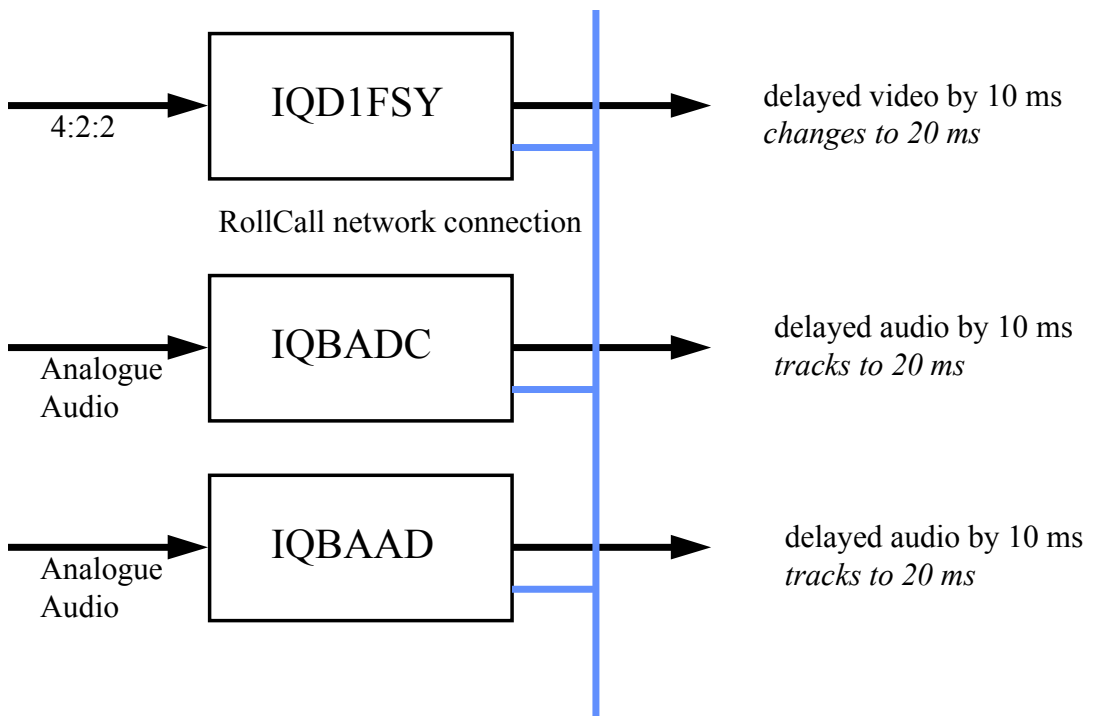 IQD1FSY
4:2:2
delayed video by 10 ms
changes to 20 ms
RollCall network connection
IQBADC
Analogue
Audio
delayed audio by 10 ms
tracks to 20 ms
IQBAAD
Analogue
Audio
delayed audio by 10 ms
tracks to 20 ms